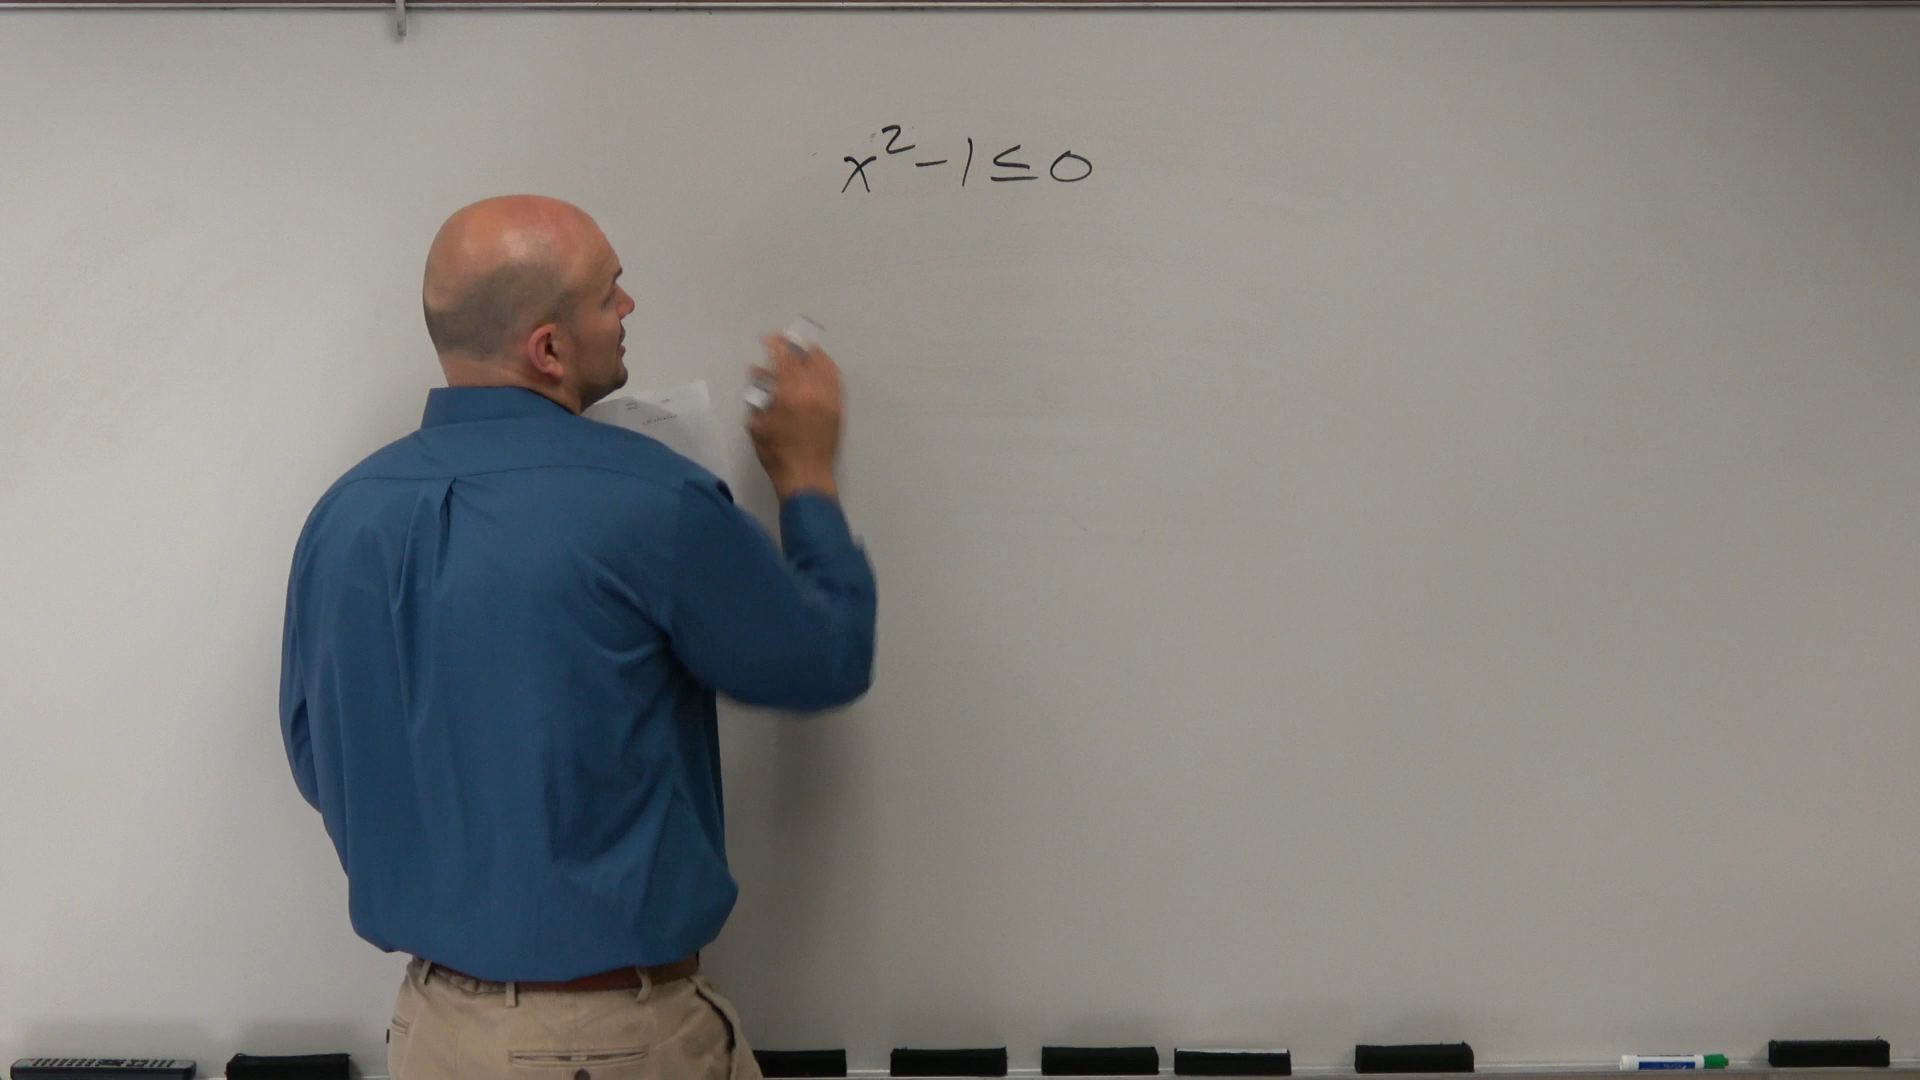 x² - 1 ≤ 0